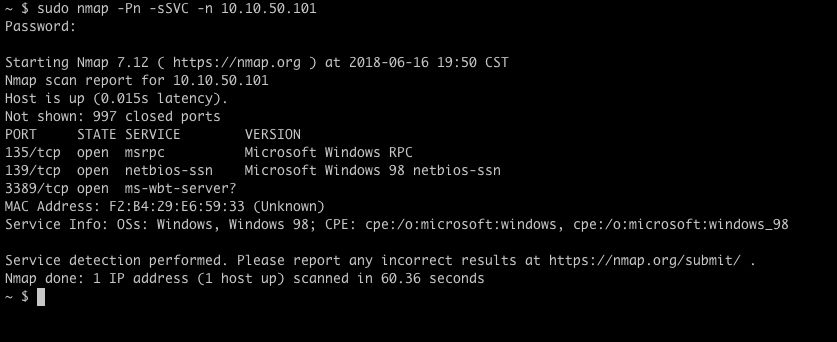 ~ $ sudo nmap -Pn -sSVC -n 10.10.50.101
Password:
Starting Nmap 7.12 ( https://nmap.org ) at 2018-06-16 19:50 CST
Nmap scan report for 10.10.50.101
Host is up (0.015s latency).
Not shown: 997 closed ports
PORT     STATE SERVICE        VERSION
135/tcp  open  msrpc          Microsoft Windows RPC
139/tcp  open  netbios-ssn    Microsoft Windows 98 netbios-ssn
3389/tcp open  ms-wbt-server?
MAC Address: F2:B4:29:E6:59:33 (Unknown)
Service Info: OSs: Windows, Windows 98; CPE: cpe:/o:microsoft:windows, cpe:/o:microsoft:windows_98
Service detection performed. Please report any incorrect results at https://nmap.org/submit/ .
Nmap done: 1 IP address (1 host up) scanned in 60.36 seconds
~ $